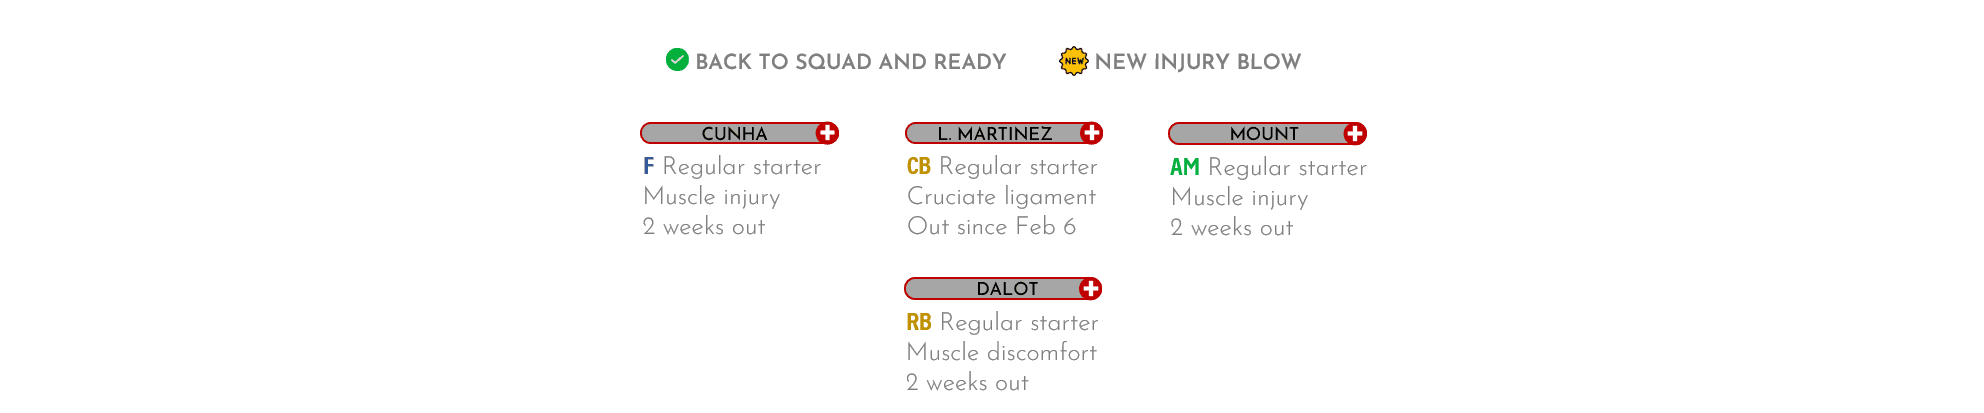 BACK TO SQUAD AND READY
NEW NEW INJURY BLOW
CUNHA
F Regular starter
Muscle injury
2 weeks out
L. MARTINEZ
CB Regular starter
Cruciate ligament
Out since Feb 6
MOUNT
AM Regular starter
Muscle injury
2 weeks out
DALOT
RB Regular starter
Muscle discomfort
2 weeks out